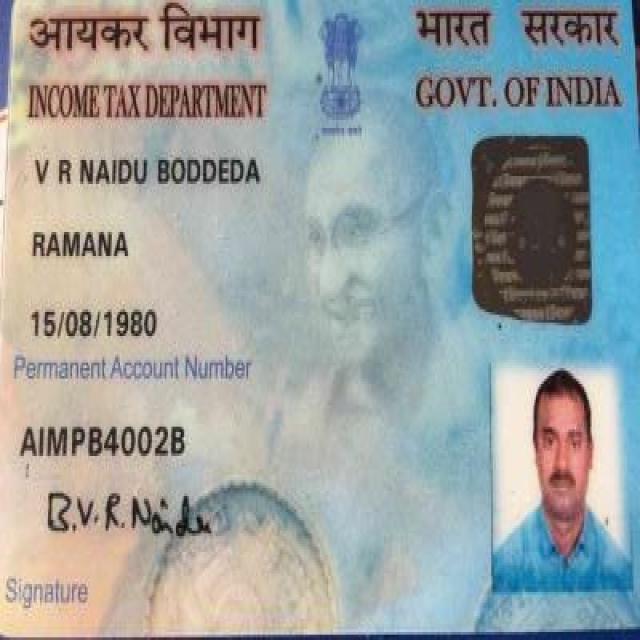 आयकर विभाग
INCOME TAX DEPARTMENT
भारत सरकार
GOVT. OF INDIA
V R NAIDU BODDEDA
RAMANA
15/08/1980
Permanent Account Number
AIMPB4002B
B.V.R. Naidu
Signature